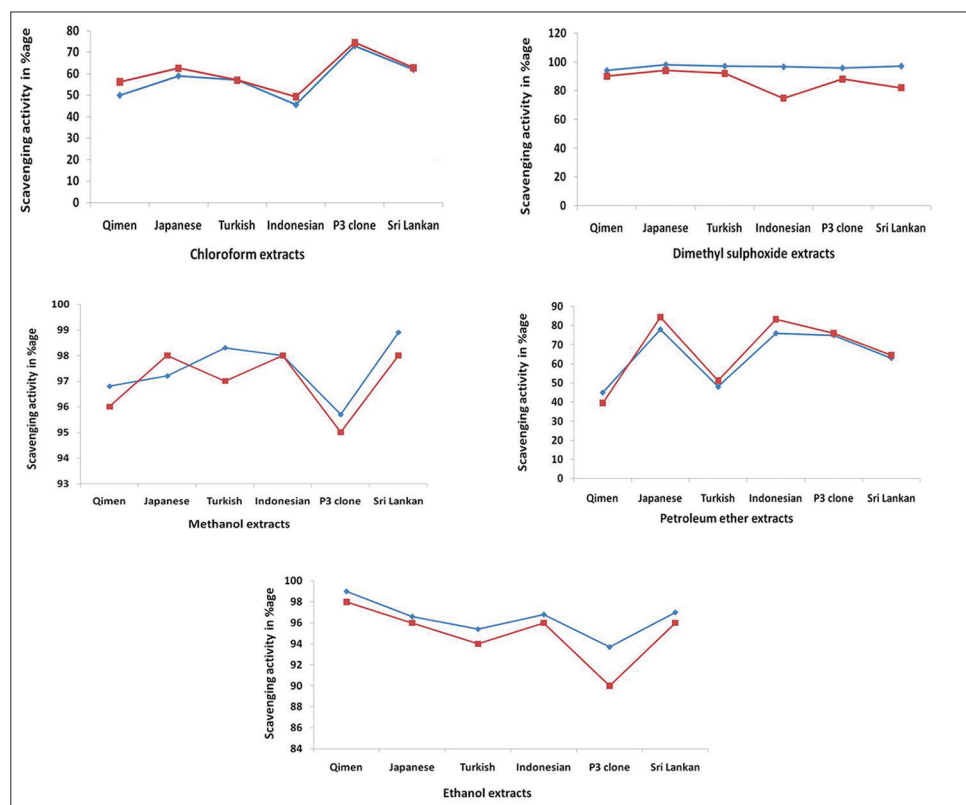 Scavenging activity in %age
80
70
60
50
40
30
20
10
0
Qimen Japanese Turkish Indonesian P3 clone Sri Lankan
Chloroform extracts
Scavenging activity in %age
120
100
80
60
40
20
0
Qimen Japanese Turkish Indonesian P3 clone Sri Lankan
Dimethyl sulphoxide extracts
Scavenging activity in %age
100
99
98
97
96
95
94
93
Qimen Japanese Turkish Indonesian P3 clone Sri Lankan
Methanol extracts
Scavenging activity in %age
90
80
70
60
50
40
30
20
10
0
Qimen Japanese Turkish Indonesian P3 clone Sri Lankan
Petroleum ether extracts
Scavenging activity in %age
100
98
96
94
92
90
88
86
84
Qimen Japanese Turkish Indonesian P3 clone Sri Lankan
Ethanol extracts